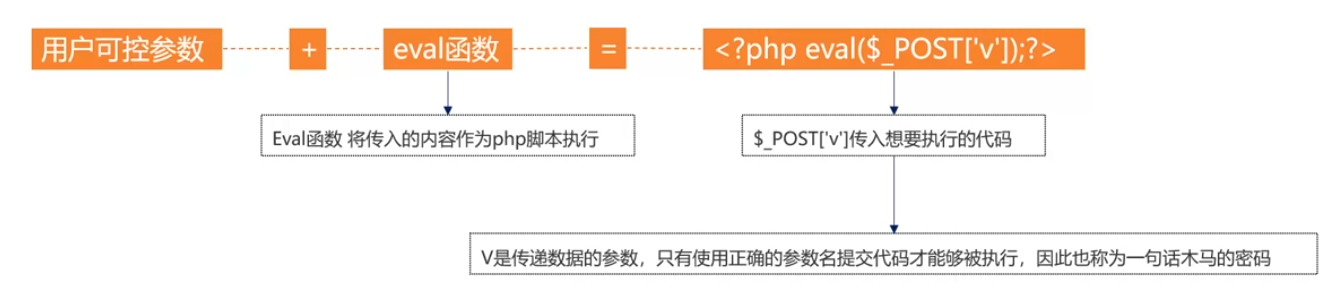 用户可控参数 + eval函数 = <?php eval($_POST['v']);?>
Eval函数 将传入的内容作为php脚本执行
$_POST['v']传入想要执行的代码
V是传递数据的参数，只有使用正确的参数名提交代码才能够被执行，因此也称为一句话木马的密码